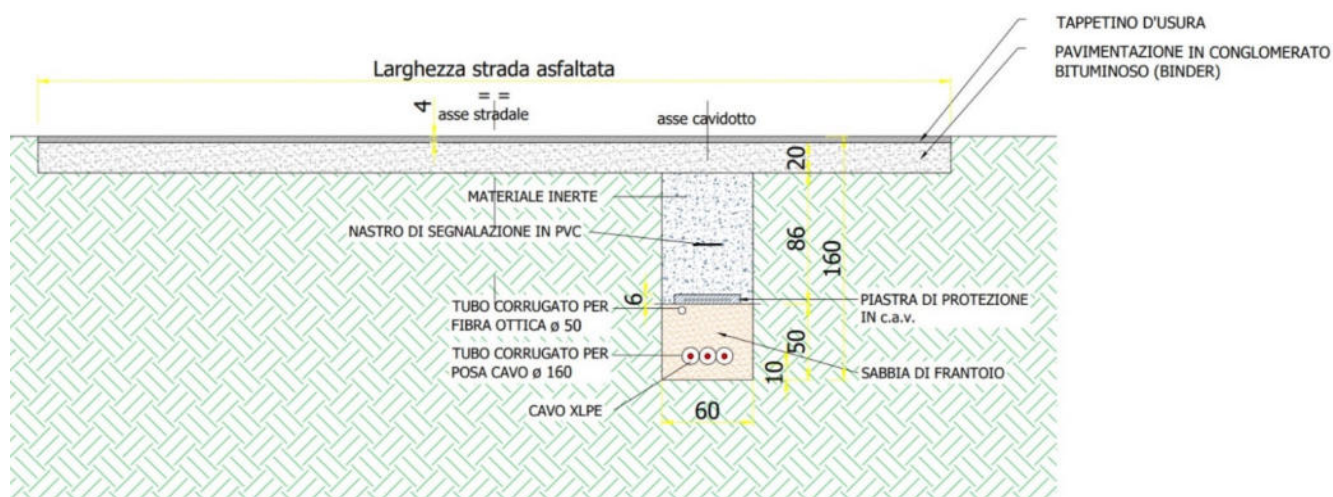 TAPPETINO D'USURA
PAVIMENTAZIONE IN CONGLOMERATO
BITUMINOSO (BINDER)
Larghezza strada asfaltata
= =
4
asse stradale
asse cavidotto
20
MATERIALE INERTE
NASTRO DI SEGNALAZIONE IN PVC
86
160
6
TUBO CORRUGATO PER
FIBRA OTTICA ø 50
PIASTRA DI PROTEZIONE
IN c.a.v.
50
TUBO CORRUGATO PER
POSA CAVO ø 160
10
SABBIA DI FRANTOIO
CAVO XLPE
60